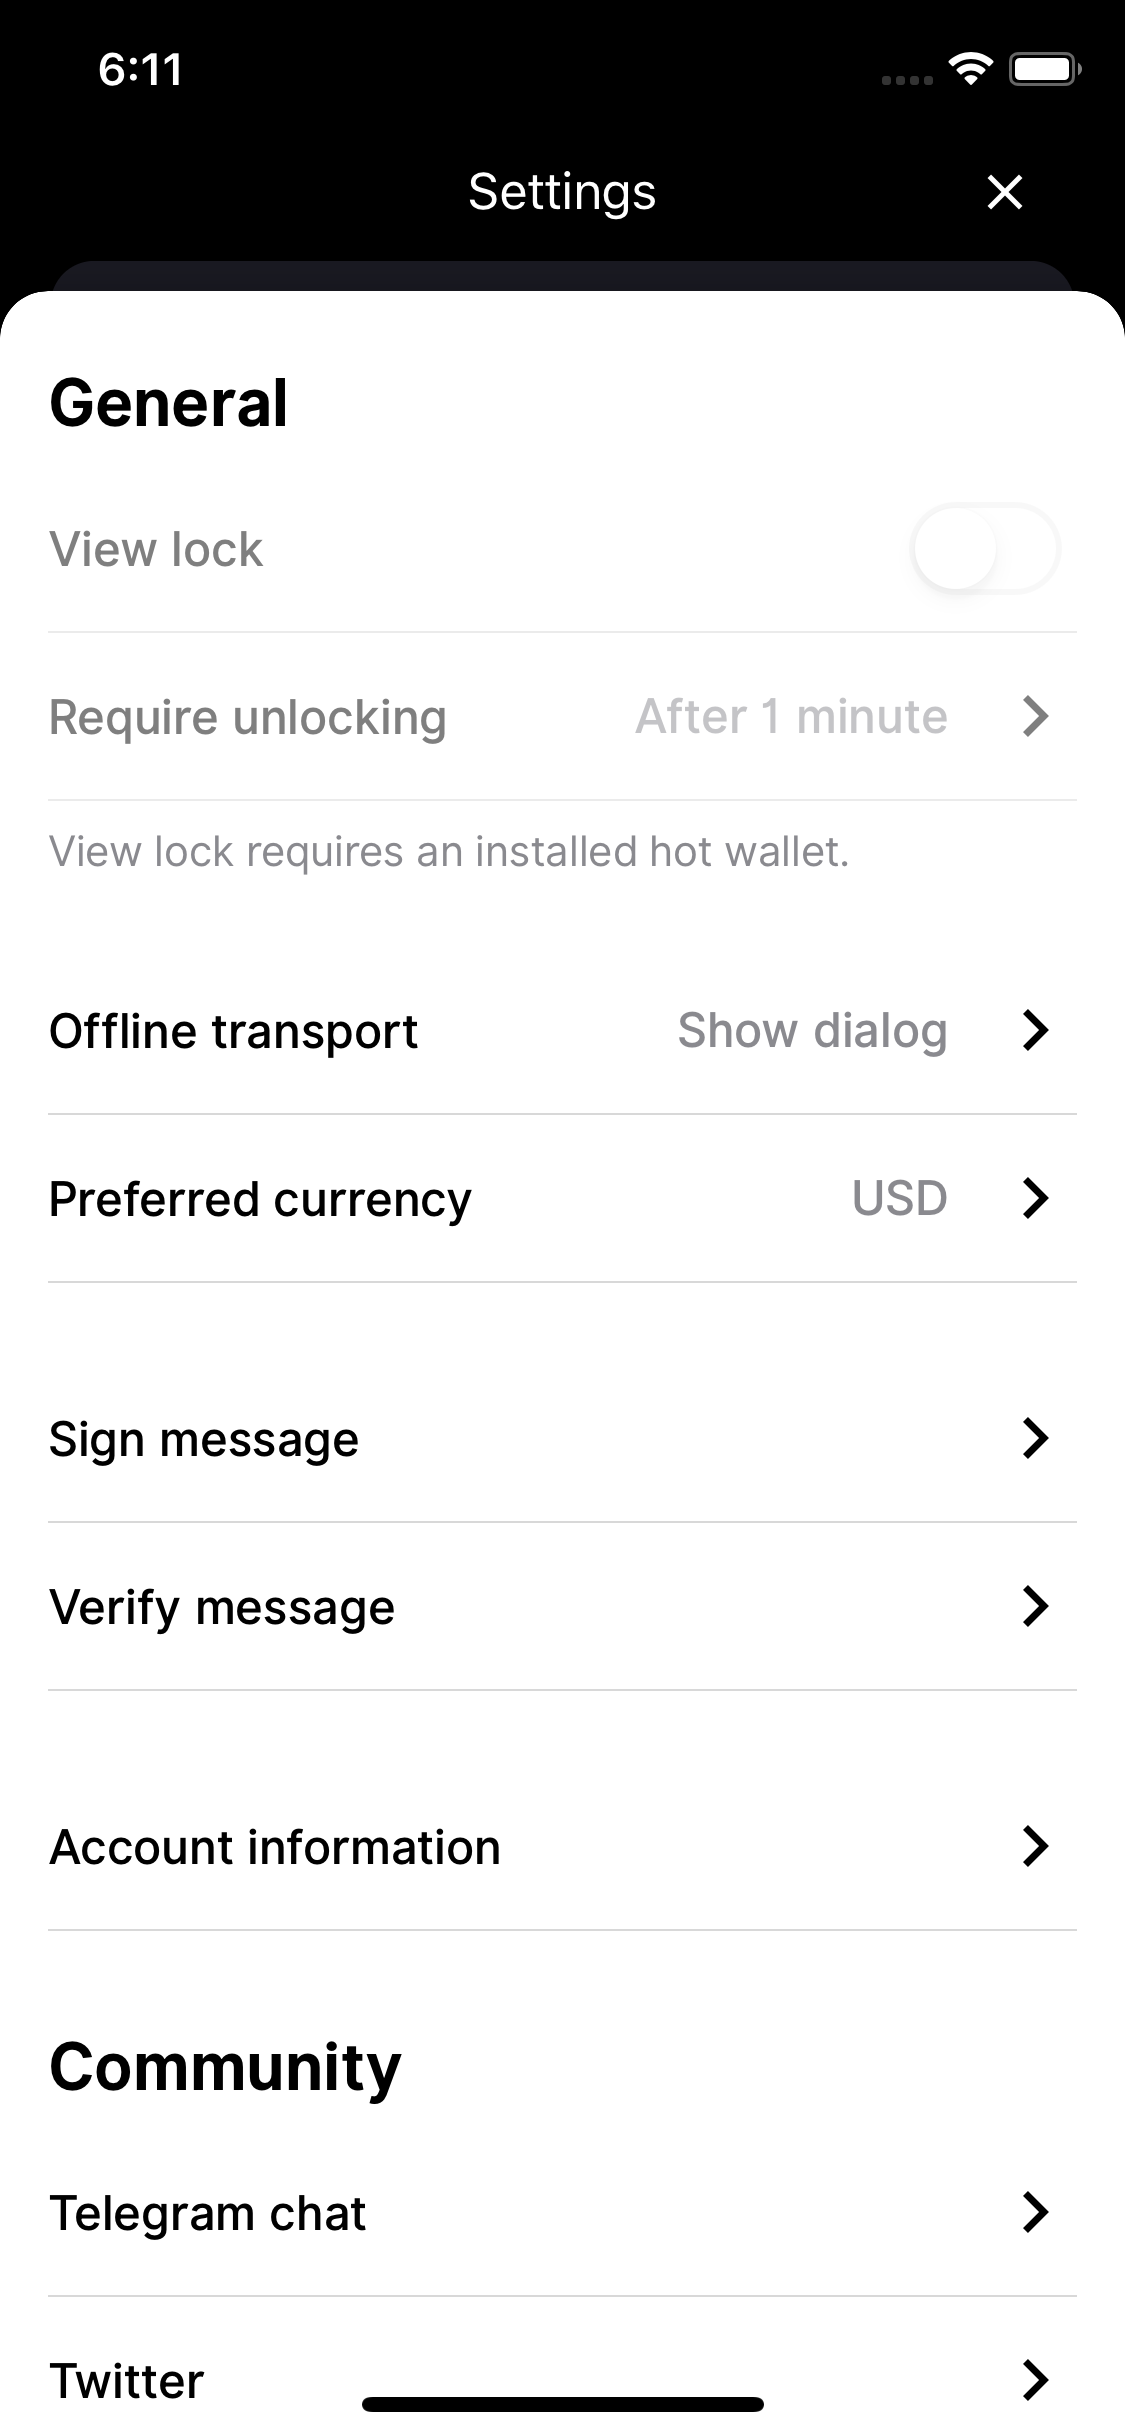 6:11
Settings
General
View lock
Require unlocking After 1 minute
View lock requires an installed hot wallet.
Offline transport Show dialog
Preferred currency USD
Sign message
Verify message
Account information
Community
Telegram chat
Twitter